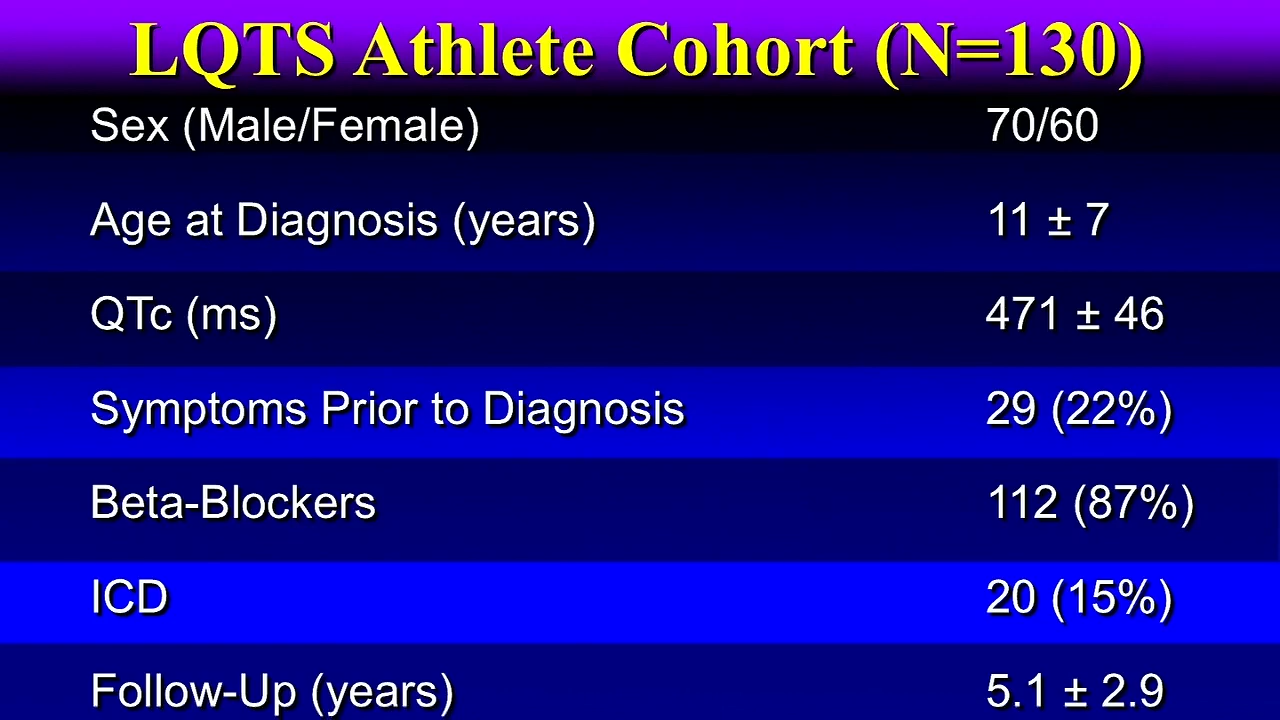 LQTS Athlete Cohort (N=130)
Sex (Male/Female) 70/60
Age at Diagnosis (years) 11 ± 7
QTc (ms) 471 ± 46
Symptoms Prior to Diagnosis 29 (22%)
Beta-Blockers 112 (87%)
ICD 20 (15%)
Follow-Up (years) 5.1 ± 2.9